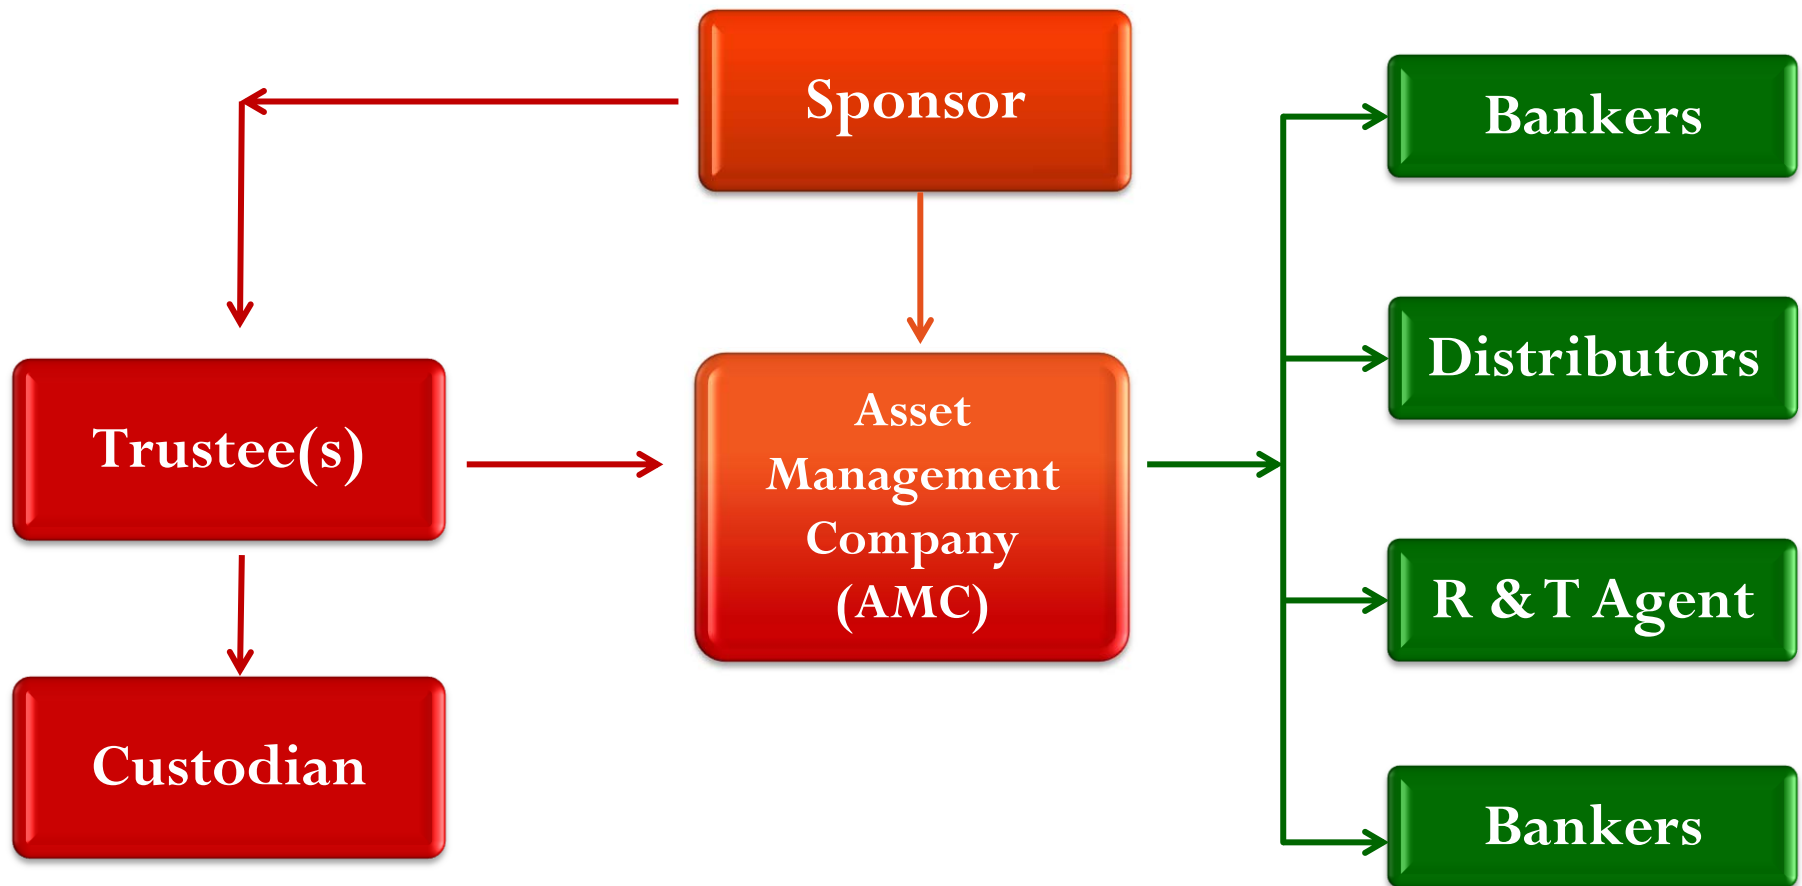 Sponsor
Bankers
Distributors
Trustee(s)
Asset
Management
Company
(AMC)
R & T Agent
Custodian
Bankers